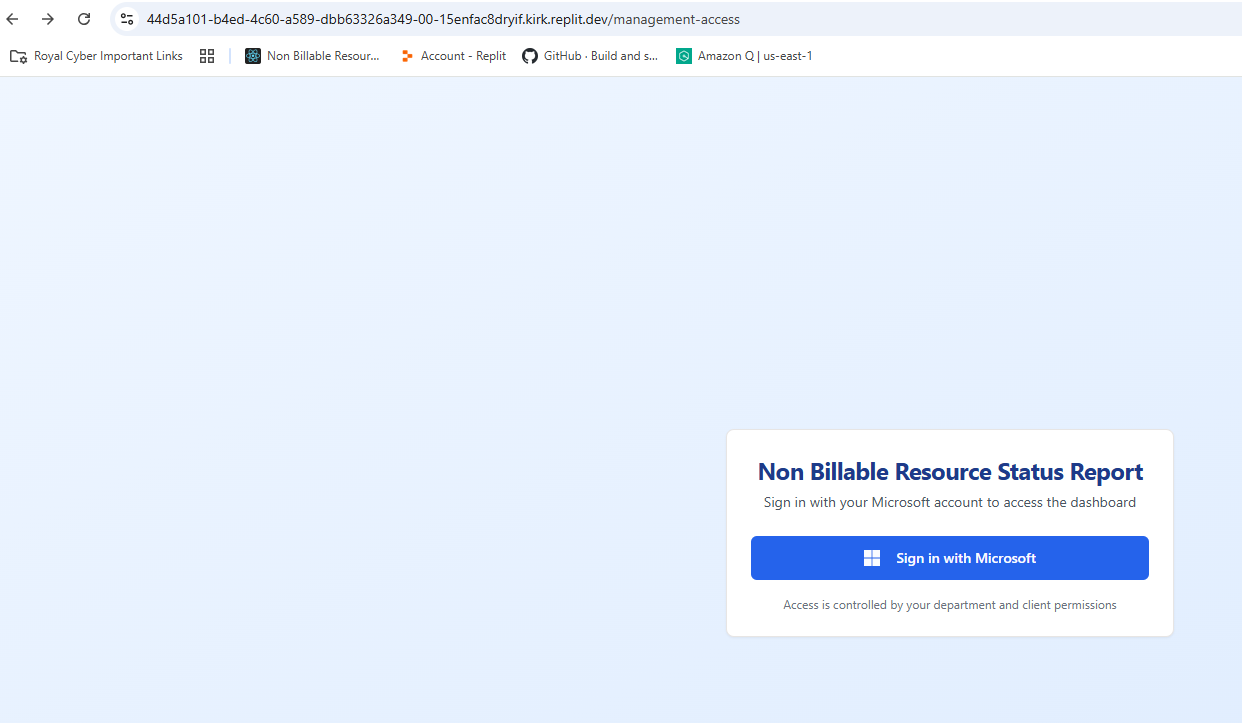 44d5a101-b4ed-4c60-a589-dbb63326a349-00-15enfac8dryif.kirk.replit.dev/management-access
Royal Cyber Important Links Non Billable Resour... Account - Replit GitHub · Build and s... Amazon Q | us-east-1
Non Billable Resource Status Report
Sign in with your Microsoft account to access the dashboard
Sign in with Microsoft
Access is controlled by your department and client permissions